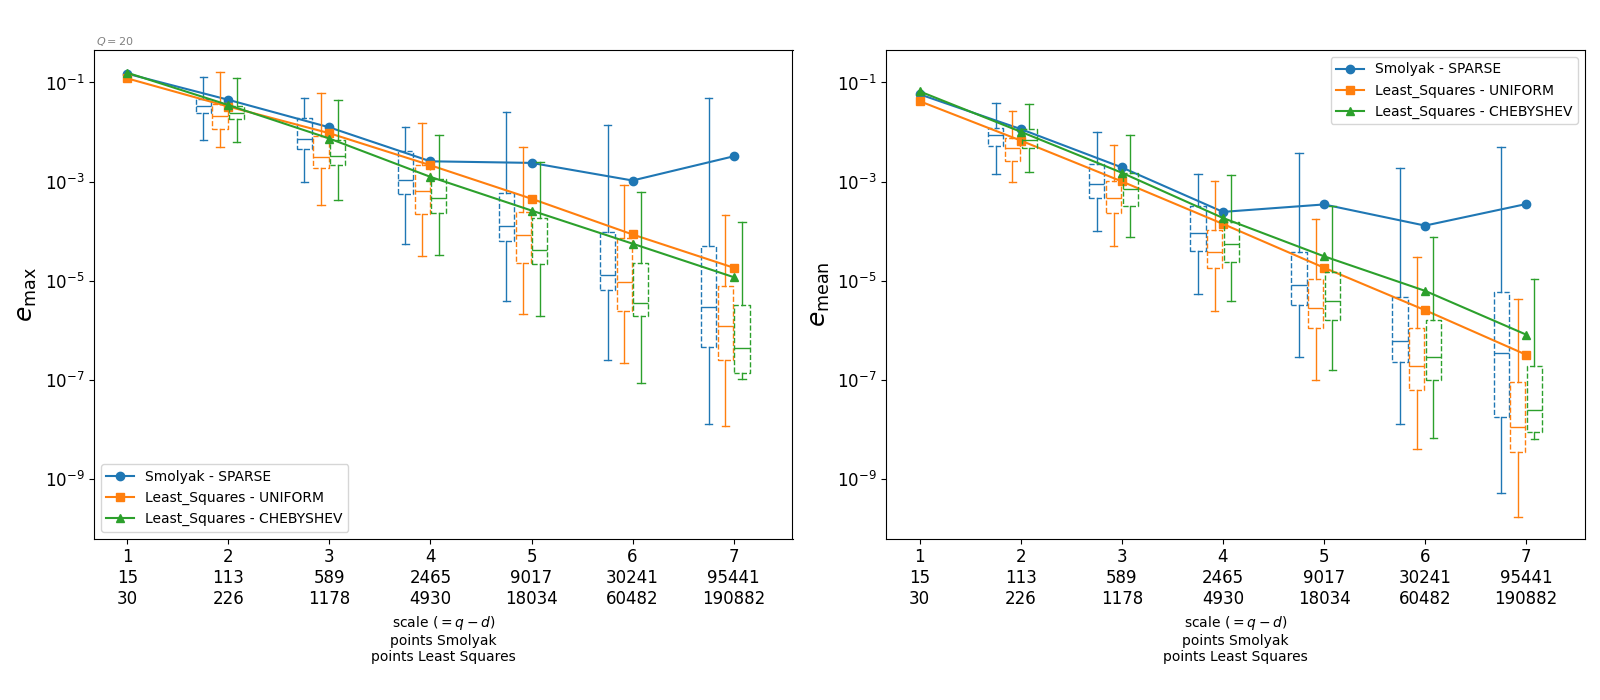 Q = 20
10⁻¹
10⁻³
10⁻⁵
10⁻⁷
10⁻⁹
e_max
Smolyak - SPARSE
Least_Squares - UNIFORM
Least_Squares - CHEBYSHEV
1 2 3 4 5 6 7
15 113 589 2465 9017 30241 95441
30 226 1178 4930 18034 60482 190882
scale (= q − d)
points Smolyak
points Least Squares
10⁻¹
10⁻³
10⁻⁵
10⁻⁷
10⁻⁹
e_mean
Smolyak - SPARSE
Least_Squares - UNIFORM
Least_Squares - CHEBYSHEV
1 2 3 4 5 6 7
15 113 589 2465 9017 30241 95441
30 226 1178 4930 18034 60482 190882
scale (= q − d)
points Smolyak
points Least Squares